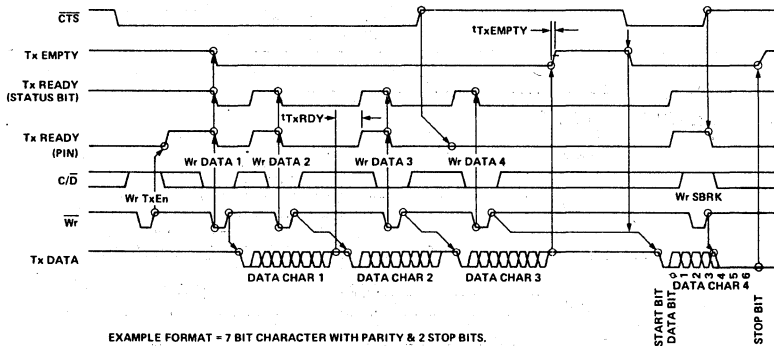 CTS
tTxEMPTY
Tx EMPTY
Tx READY
(STATUS BIT)
tTxRDY
Tx READY
(PIN)
Wr DATA 1
Wr DATA 2
Wr DATA 3
Wr DATA 4
C/D
Wr TxEn
Wr SBRK
Wr
Tx DATA
DATA CHAR 1
DATA CHAR 2
DATA CHAR 3
DATA CHAR 4
START BIT
DATA BIT
0 1 2 3 4 5 6
STOP BIT
EXAMPLE FORMAT = 7 BIT CHARACTER WITH PARITY & 2 STOP BITS.